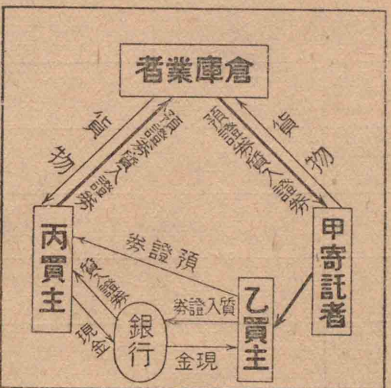 倉庫業者
貨物
預證券質入證券
預證券質入證券
貨物
甲寄託者
乙買主
丙買主
預證券
質入證券
質入證券
銀行
現金
現金